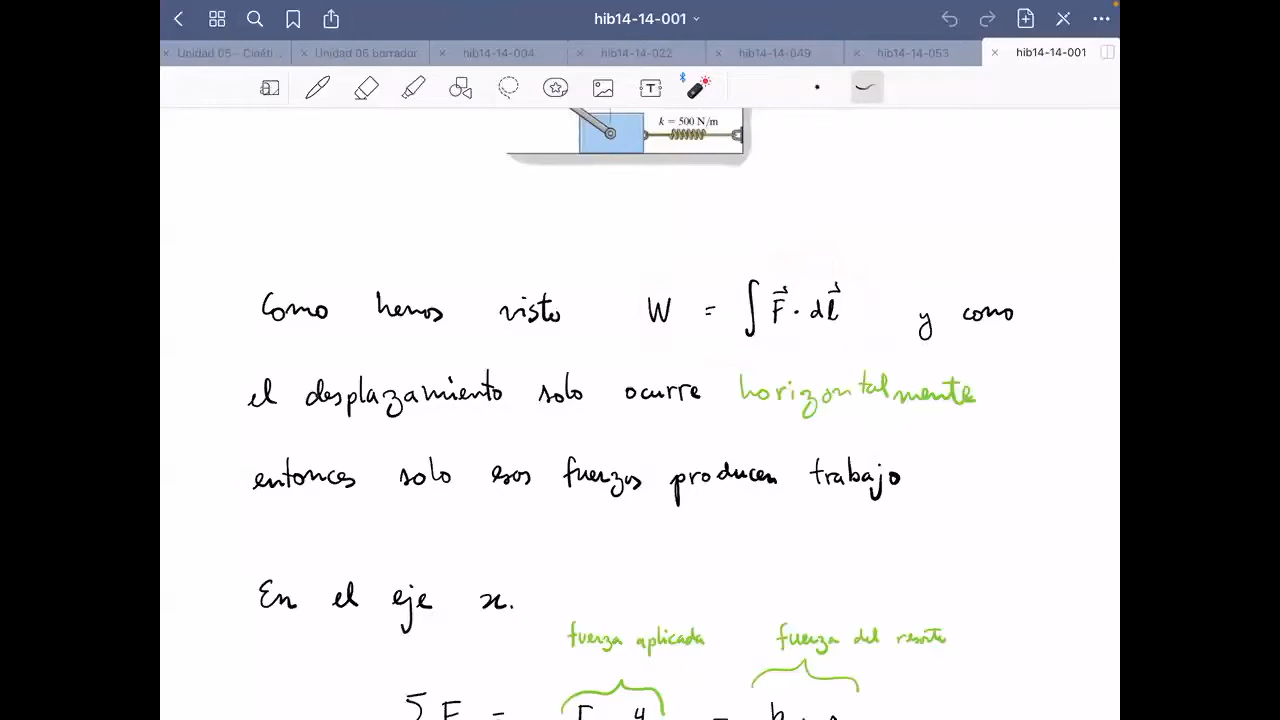 hib14-14-001
Unidad 05 - Cinéti...
Unidad 06 borrador
hib14-14-004
hib14-14-022
hib14-14-049
hib14-14-053
hib14-14-001
T
k = 500 N/m
Como hemos visto W = ∫ F⃗ · dl⃗ y como
el desplazamiento solo ocurre horizontalmente
entonces solo esas fuerzas producen trabajo
En el eje x.
fuerza aplicada fuerza del resorte